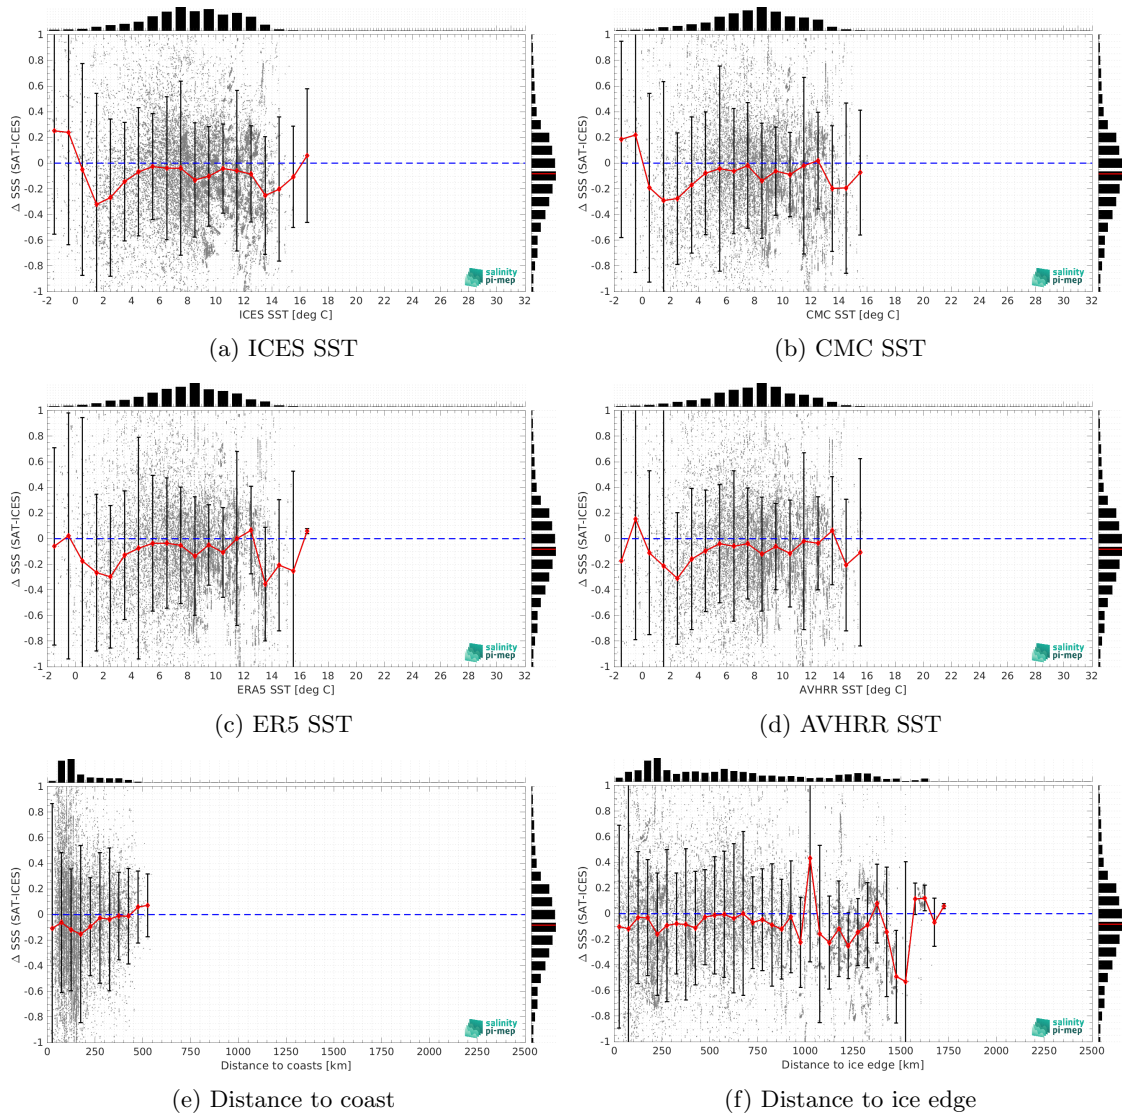 1
0.8
0.6
0.4
0.2
0
-0.2
-0.4
-0.6
-0.8
-1
Δ SSS (SAT-ICES)
salinity
pi-mep
-2 0 2 4 6 8 10 12 14 16 18 20 22 24 26 28 30 32
ICES SST [deg C]
(a) ICES SST
1
0.8
0.6
0.4
0.2
0
-0.2
-0.4
-0.6
-0.8
-1
Δ SSS (SAT-ICES)
salinity
pi-mep
-2 0 2 4 6 8 10 12 14 16 18 20 22 24 26 28 30 32
CMC SST [deg C]
(b) CMC SST
1
0.8
0.6
0.4
0.2
0
-0.2
-0.4
-0.6
-0.8
-1
Δ SSS (SAT-ICES)
salinity
pi-mep
-2 0 2 4 6 8 10 12 14 16 18 20 22 24 26 28 30 32
ERA5 SST [deg C]
(c) ER5 SST
1
0.8
0.6
0.4
0.2
0
-0.2
-0.4
-0.6
-0.8
-1
Δ SSS (SAT-ICES)
salinity
pi-mep
-2 0 2 4 6 8 10 12 14 16 18 20 22 24 26 28 30 32
AVHRR SST [deg C]
(d) AVHRR SST
1
0.8
0.6
0.4
0.2
0
-0.2
-0.4
-0.6
-0.8
-1
Δ SSS (SAT-ICES)
salinity
pi-mep
0 250 500 750 1000 1250 1500 1750 2000 2250 2500
Distance to coasts [km]
(e) Distance to coast
1
0.8
0.6
0.4
0.2
0
-0.2
-0.4
-0.6
-0.8
-1
Δ SSS (SAT-ICES)
salinity
pi-mep
0 250 500 750 1000 1250 1500 1750 2000 2250 2500
Distance to ice edge [km]
(f) Distance to ice edge